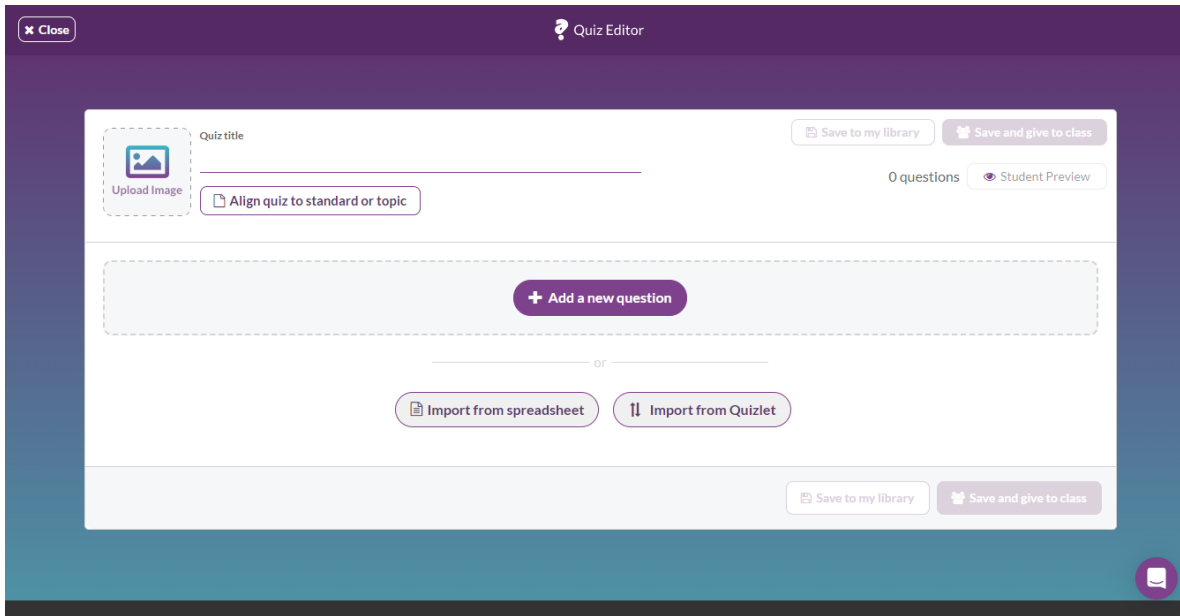 Close
Quiz Editor
Quiz title
Save to my library
Save and give to class
Upload Image
0 questions
Student Preview
Align quiz to standard or topic
Add a new question
or
Import from spreadsheet
Import from Quizlet
Save to my library
Save and give to class